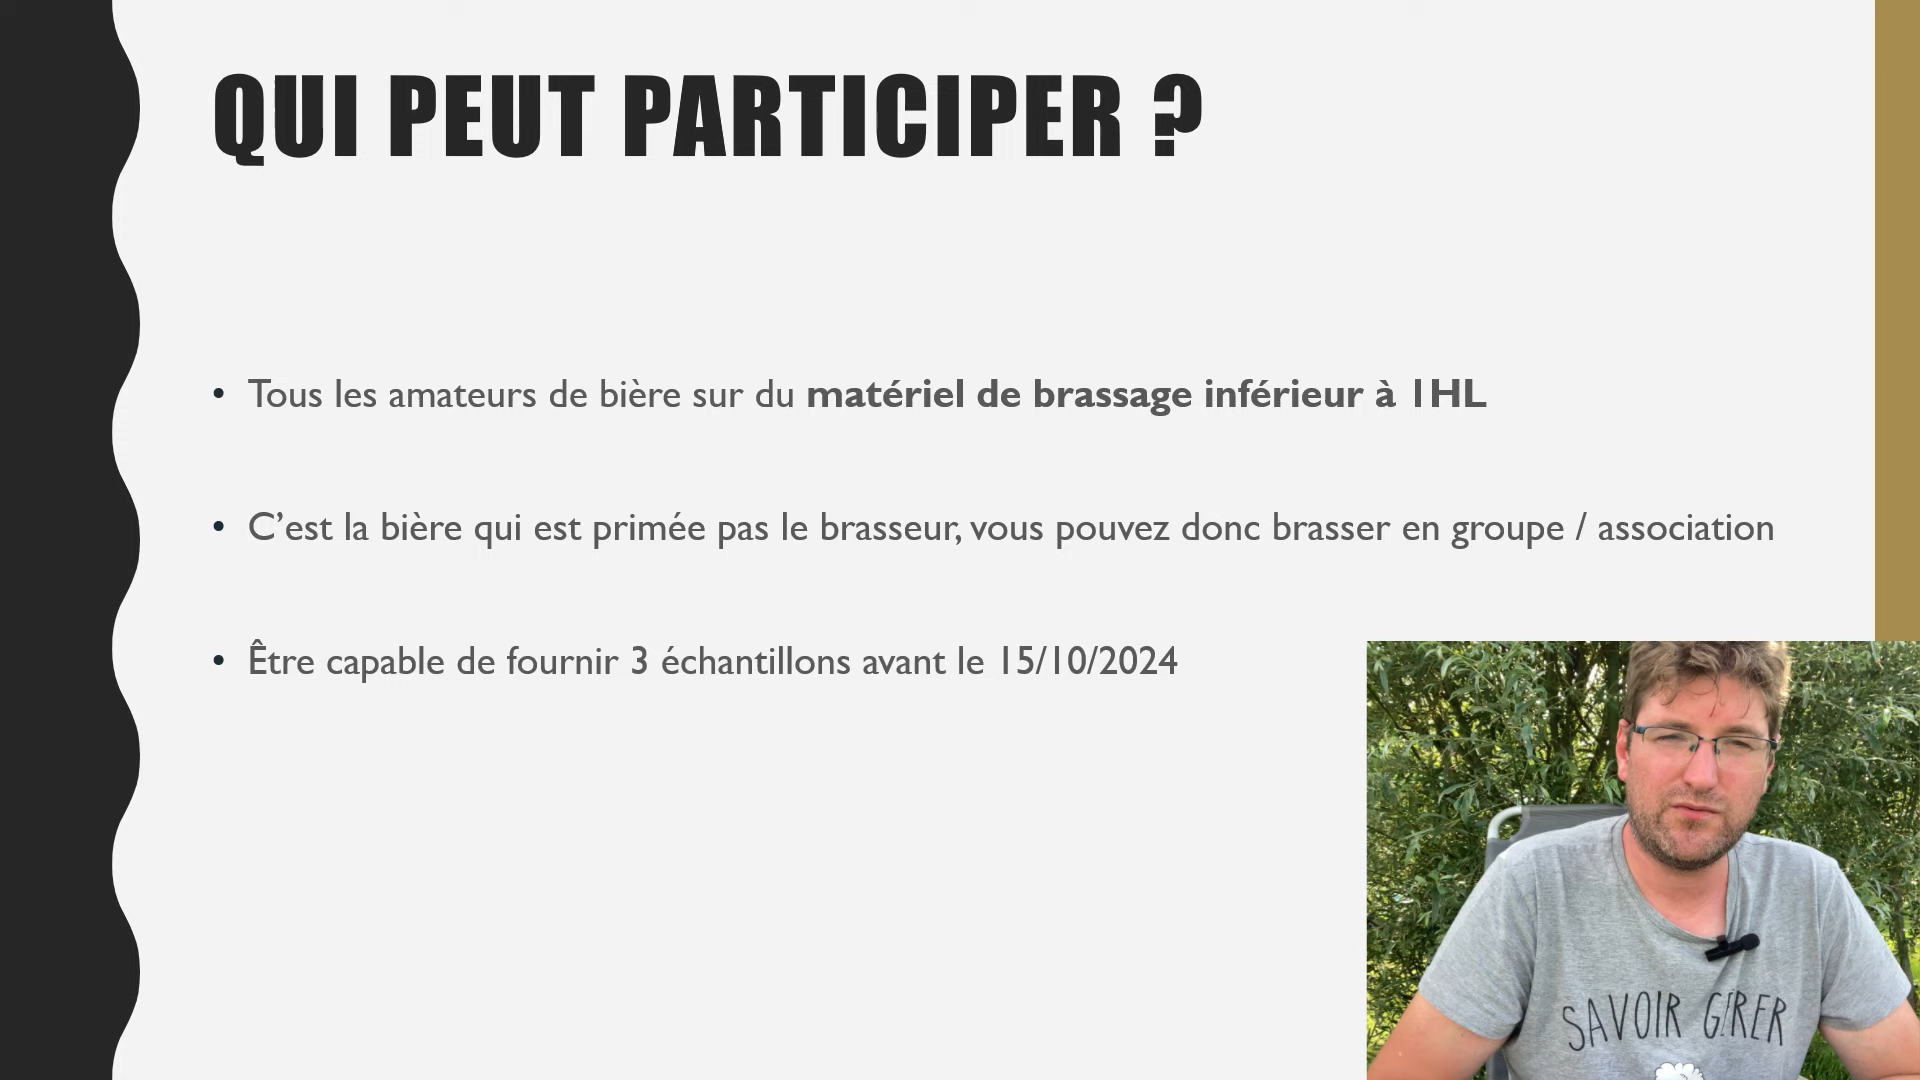 QUI PEUT PARTICIPER ?
• Tous les amateurs de bière sur du matériel de brassage inférieur à 1HL
• C’est la bière qui est primée pas le brasseur, vous pouvez donc brasser en groupe / association
• Être capable de fournir 3 échantillons avant le 15/10/2024
SAVOIR GÉRER